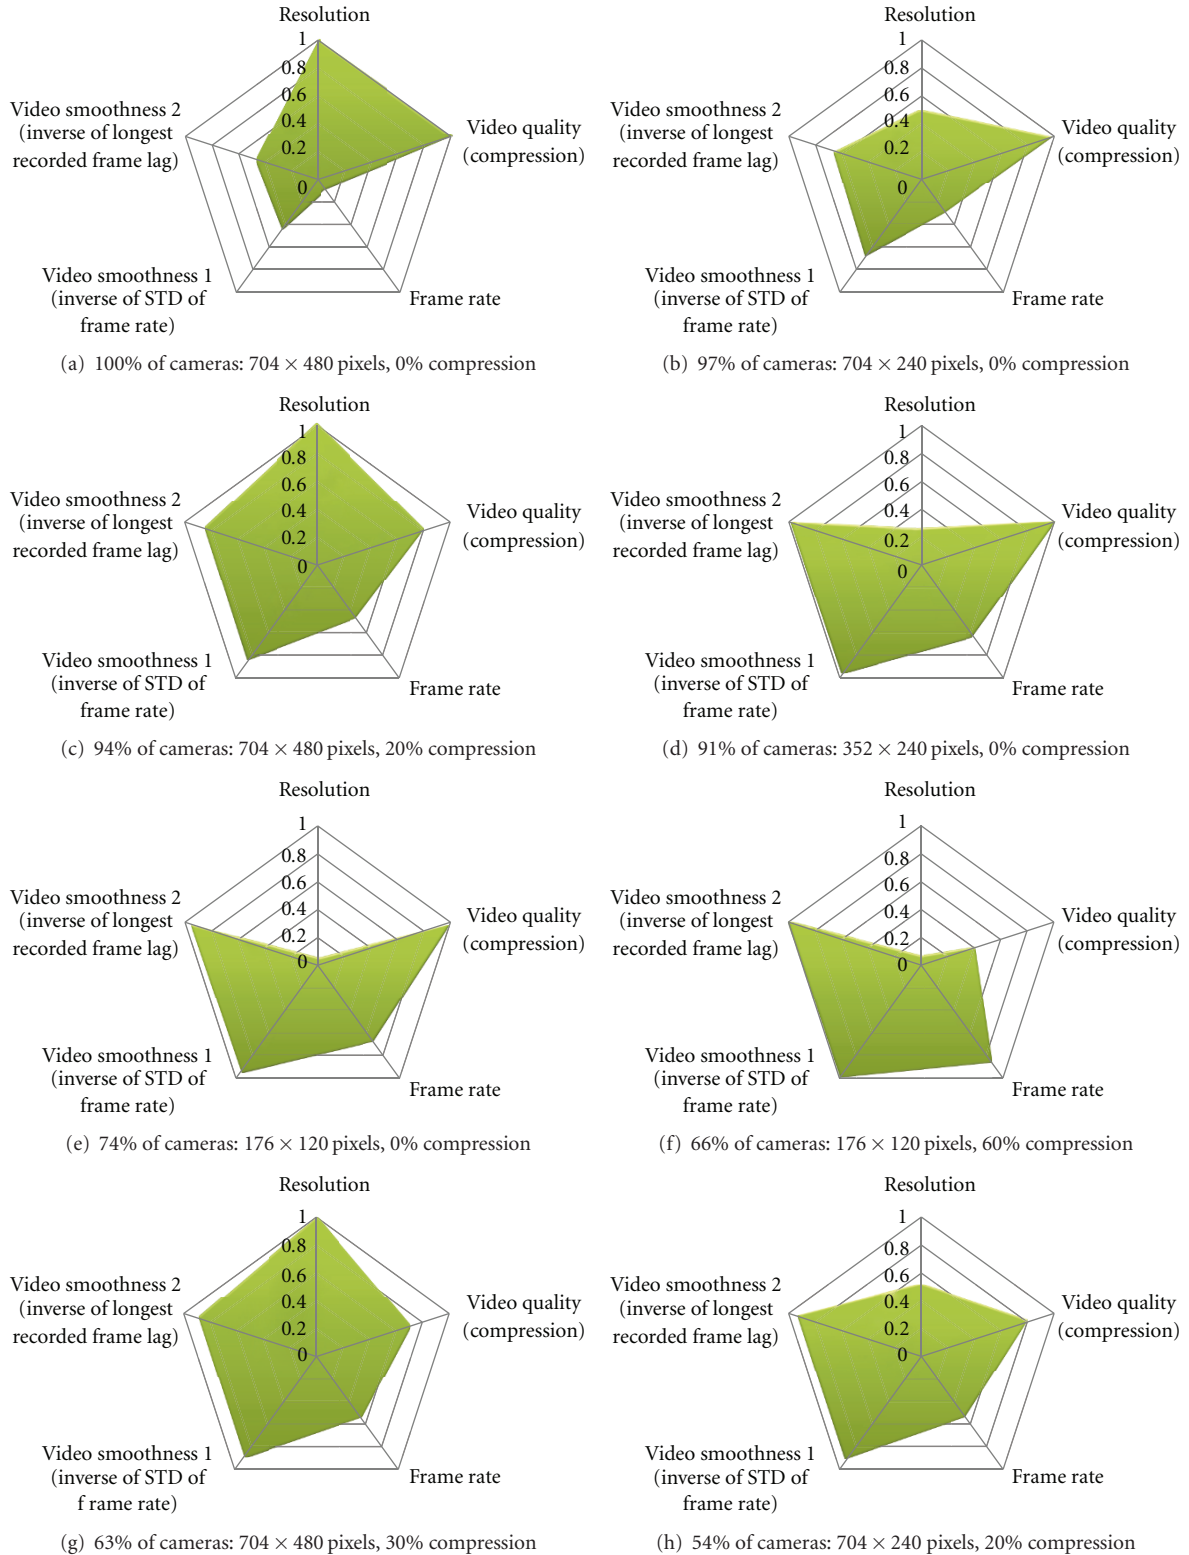 Resolution
1
0.8
0.6
0.4
0.2
0
Video smoothness 2
(inverse of longest
recorded frame lag)
Video quality
(compression)
Video smoothness 1
(inverse of STD of
frame rate)
Frame rate
(a) 100% of cameras: 704 × 480 pixels, 0% compression
Resolution
1
0.8
0.6
0.4
0.2
0
Video smoothness 2
(inverse of longest
recorded frame lag)
Video quality
(compression)
Video smoothness 1
(inverse of STD of
frame rate)
Frame rate
(b) 97% of cameras: 704 × 240 pixels, 0% compression
Resolution
1
0.8
0.6
0.4
0.2
0
Video smoothness 2
(inverse of longest
recorded frame lag)
Video quality
(compression)
Video smoothness 1
(inverse of STD of
frame rate)
Frame rate
(c) 94% of cameras: 704 × 480 pixels, 20% compression
Resolution
1
0.8
0.6
0.4
0.2
0
Video smoothness 2
(inverse of longest
recorded frame lag)
Video quality
(compression)
Video smoothness 1
(inverse of STD of
frame rate)
Frame rate
(d) 91% of cameras: 352 × 240 pixels, 0% compression
Resolution
1
0.8
0.6
0.4
0.2
0
Video smoothness 2
(inverse of longest
recorded frame lag)
Video quality
(compression)
Video smoothness 1
(inverse of STD of
frame rate)
Frame rate
(e) 74% of cameras: 176 × 120 pixels, 0% compression
Resolution
1
0.8
0.6
0.4
0.2
0
Video smoothness 2
(inverse of longest
recorded frame lag)
Video quality
(compression)
Video smoothness 1
(inverse of STD of
frame rate)
Frame rate
(f) 66% of cameras: 176 × 120 pixels, 60% compression
Resolution
1
0.8
0.6
0.4
0.2
0
Video smoothness 2
(inverse of longest
recorded frame lag)
Video quality
(compression)
Video smoothness 1
(inverse of STD of
f rame rate)
Frame rate
(g) 63% of cameras: 704 × 480 pixels, 30% compression
Resolution
1
0.8
0.6
0.4
0.2
0
Video smoothness 2
(inverse of longest
recorded frame lag)
Video quality
(compression)
Video smoothness 1
(inverse of STD of
frame rate)
Frame rate
(h) 54% of cameras: 704 × 240 pixels, 20% compression